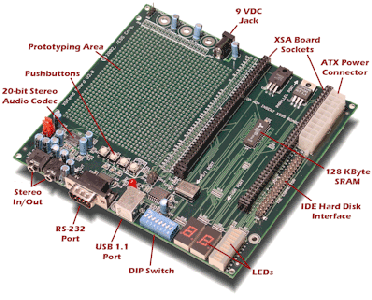 9 VDC
Jack
Prototyping Area
XSA Board
Sockets
ATX Power
Connector
Pushbuttons
20-bit Stereo
Audio Codec
Stereo
In/Out
RS-232
Port
USB 1.1
Port
DIP Switch
LEDs
IDE Hard Disk
Interface
128 KByte
SRAM